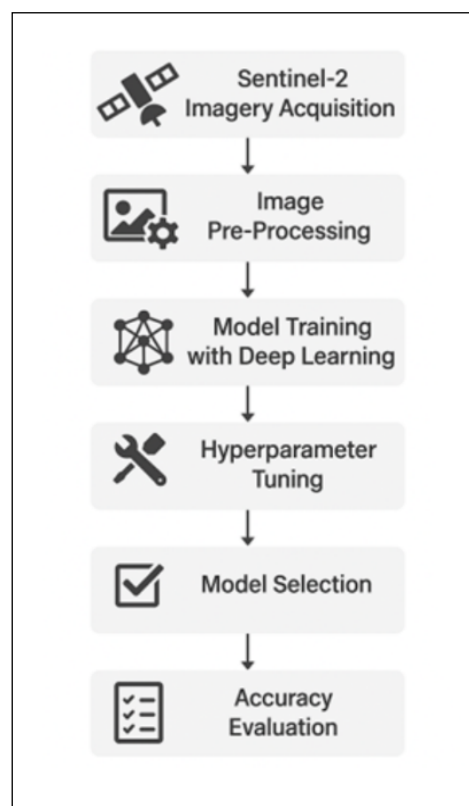 Sentinel-2
Imagery Acquisition
Image
Pre-Processing
Model Training
with Deep Learning
Hyperparameter
Tuning
Model Selection
Accuracy
Evaluation